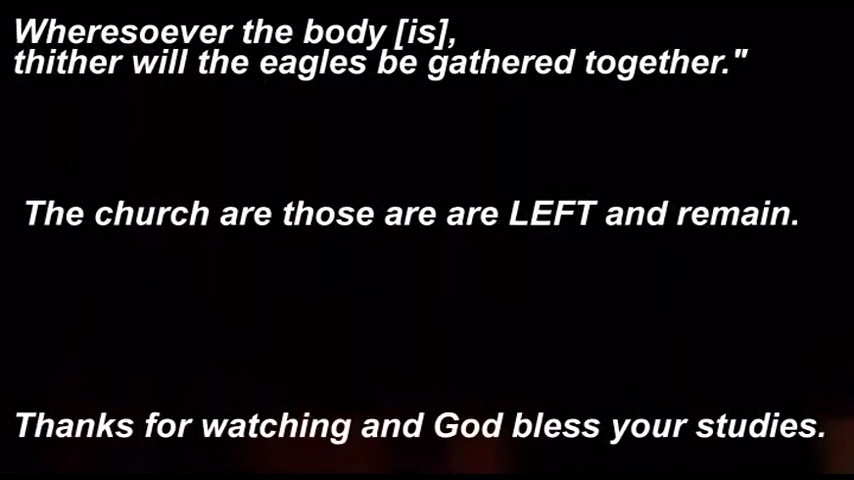 Wheresoever the body [is],
thither will the eagles be gathered together."
The church are those are are LEFT and remain.
Thanks for watching and God bless your studies.